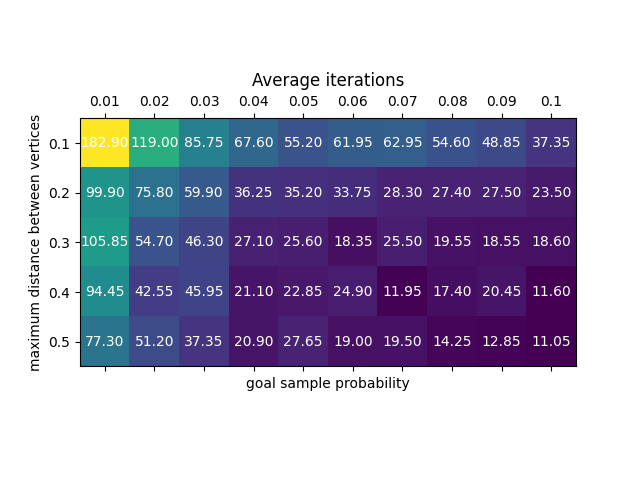 Average iterations
0.01 0.02 0.03 0.04 0.05 0.06 0.07 0.08 0.09 0.1
maximum distance between vertices
0.1 182.90 119.00 85.75 67.60 55.20 61.95 62.95 54.60 48.85 37.35
0.2 99.90 75.80 59.90 36.25 35.20 33.75 28.30 27.40 27.50 23.50
0.3 105.85 54.70 46.30 27.10 25.60 18.35 25.50 19.55 18.55 18.60
0.4 94.45 42.55 45.95 21.10 22.85 24.90 11.95 17.40 20.45 11.60
0.5 77.30 51.20 37.35 20.90 27.65 19.00 19.50 14.25 12.85 11.05
goal sample probability